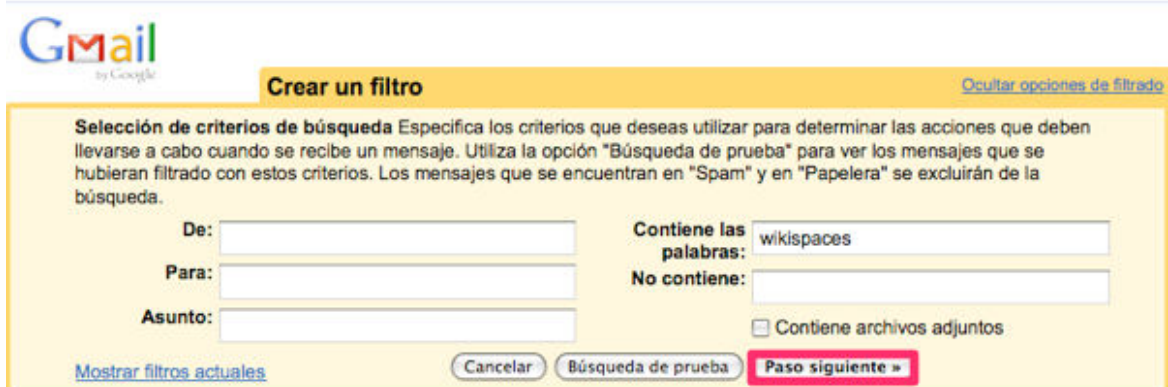 Gmail
by Google
Crear un filtro
Ocultar opciones de filtrado
Selección de criterios de búsqueda Especifica los criterios que deseas utilizar para determinar las acciones que deben
llevarse a cabo cuando se recibe un mensaje. Utiliza la opción "Búsqueda de prueba" para ver los mensajes que se
hubieran filtrado con estos criterios. Los mensajes que se encuentran en "Spam" y en "Papelera" se excluirán de la
búsqueda.
De:
Contiene las
palabras:
wikispaces
Para:
No contiene:
Asunto:
Contiene archivos adjuntos
Mostrar filtros actuales
Cancelar
Búsqueda de prueba
Paso siguiente »